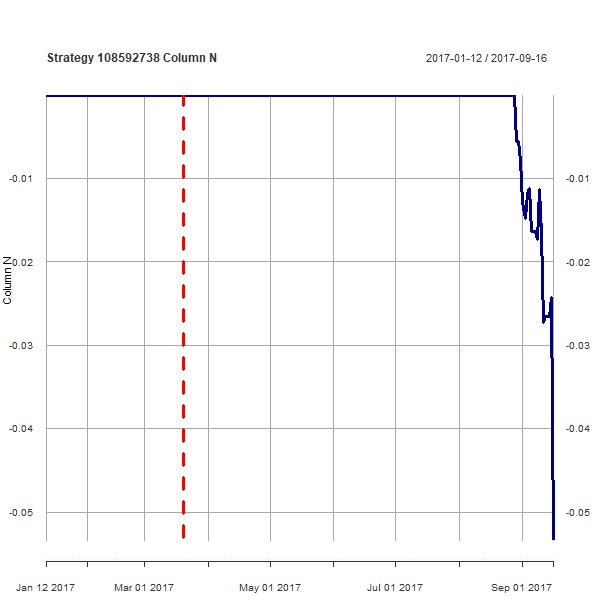 Strategy 108592738 Column N
2017-01-12 / 2017-09-16
-0.01
-0.02
-0.03
-0.04
-0.05
Column N
-0.01
-0.02
-0.03
-0.04
-0.05
Jan 12 2017
Mar 01 2017
May 01 2017
Jul 01 2017
Sep 01 2017